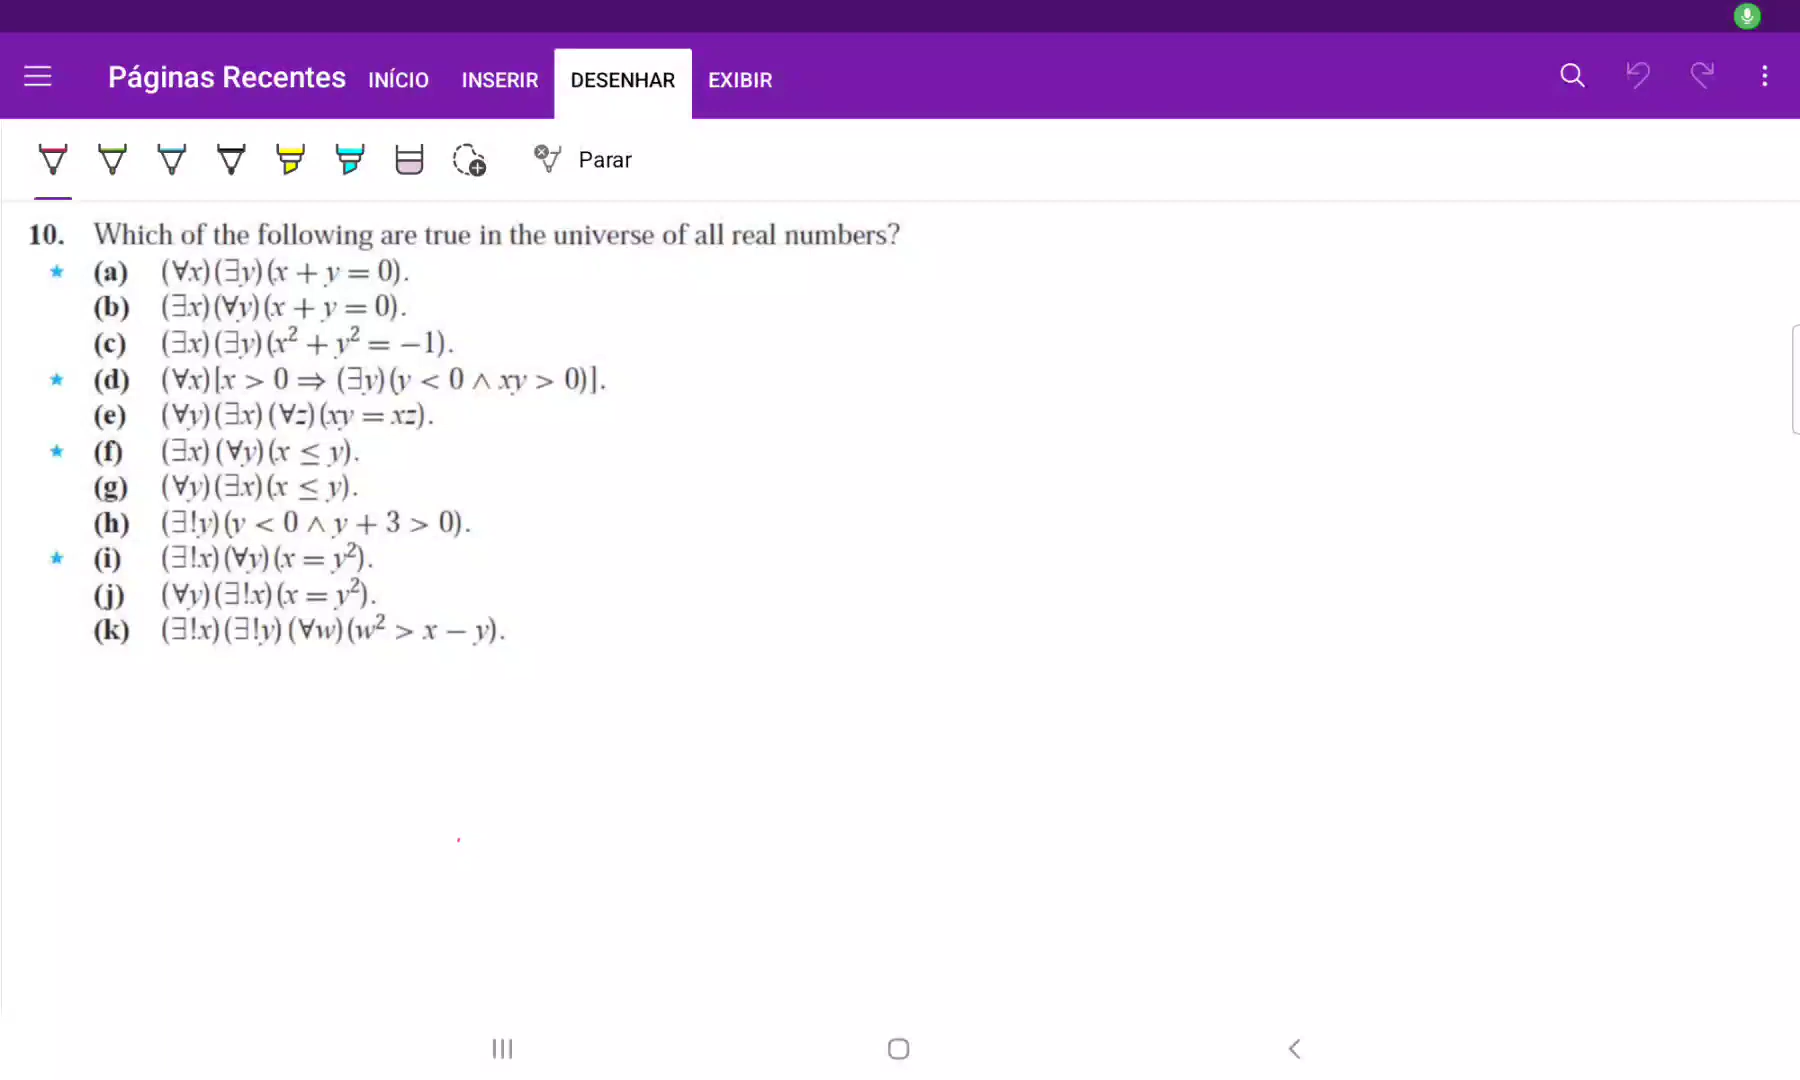 Páginas Recentes INÍCIO INSERIR DESENHAR EXIBIR
Parar
10. Which of the following are true in the universe of all real numbers?
★ (a) (∀x)(∃y)(x + y = 0).
(b) (∃x)(∀y)(x + y = 0).
(c) (∃x)(∃y)(x² + y² = −1).
★ (d) (∀x)[x > 0 ⇒ (∃y)(y < 0 ∧ xy > 0)].
(e) (∀y)(∃x)(∀z)(xy = xz).
★ (f) (∃x)(∀y)(x ≤ y).
(g) (∀y)(∃x)(x ≤ y).
(h) (∃!y)(y < 0 ∧ y + 3 > 0).
★ (i) (∃!x)(∀y)(x = y²).
(j) (∀y)(∃!x)(x = y²).
(k) (∃!x)(∃!y)(∀w)(w² > x − y).